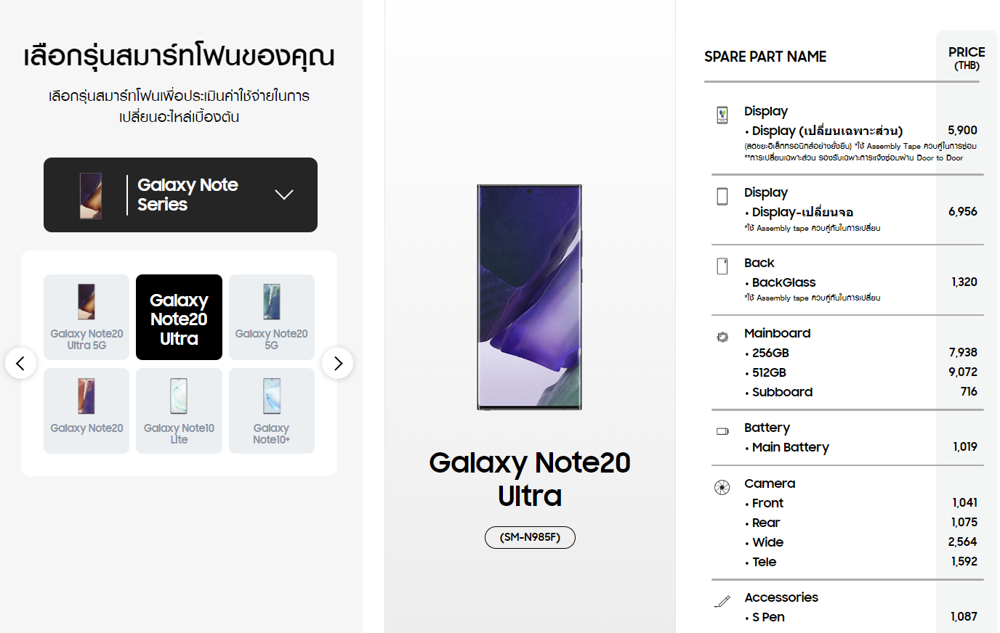 เลือกรุ่นสมาร์ทโฟนของคุณ
เลือกรุ่นสมาร์ทโฟนเพื่อประเมินค่าใช้จ่ายในการ
เปลี่ยนอะไหล่เบื้องต้น
Galaxy Note
Series
Galaxy Note20
Ultra 5G
Galaxy
Note20
Ultra
Galaxy Note20
5G
Galaxy Note20
Galaxy Note10
Lite
Galaxy
Note10+
Galaxy Note20
Ultra
(SM-N985F)
SPARE PART NAME
PRICE
(THB)
Display
• Display (เปลี่ยนเฉพาะส่วน) 5,900
(ลดขยะอิเล็กทรอนิกส์อย่างยั่งยืน) *ใช้ Assembly Tape ควบคู่ในการซ่อม
**การเปลี่ยนเฉพาะส่วน รองรับเฉพาะการแจ้งซ่อมผ่าน Door to Door
Display
• Display-เปลี่ยนจอ 6,956
*ใช้ Assembly tape ควบคู่กันในการเปลี่ยน
Back
• BackGlass 1,320
*ใช้ Assembly tape ควบคู่กันในการเปลี่ยน
Mainboard
• 256GB 7,938
• 512GB 9,072
• Subboard 716
Battery
• Main Battery 1,019
Camera
• Front 1,041
• Rear 1,075
• Wide 2,564
• Tele 1,592
Accessories
• S Pen 1,087